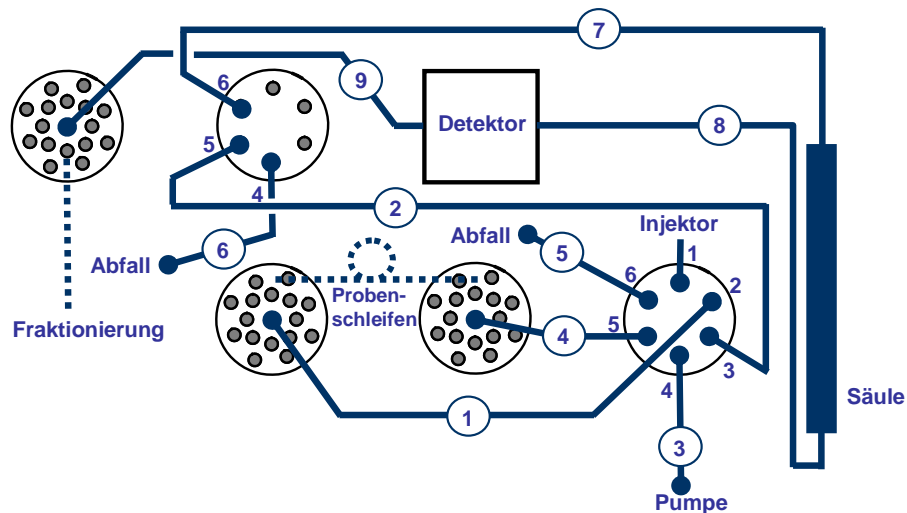 7
6
9
Detektor
8
5
4
2
Injektor
Abfall
1
Abfall
6
5
6
2
Proben-
schleifen
5
4
3
Fraktionierung
4
1
3
Säule
Pumpe